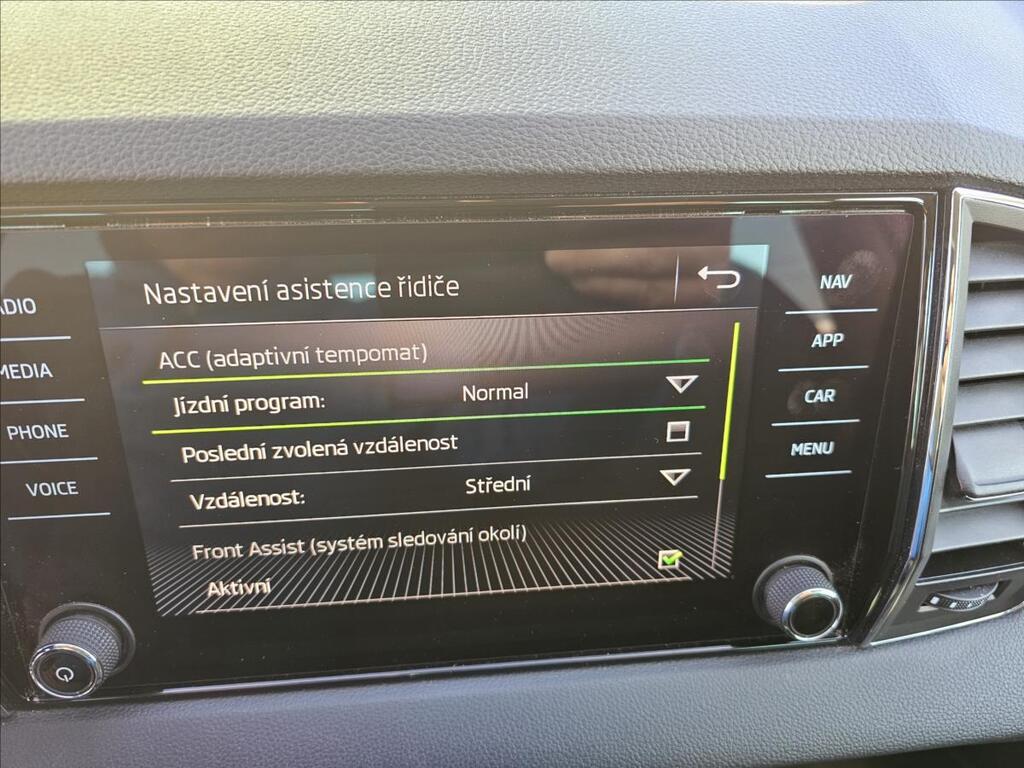 Nastavení asistence řidiče
ACC (adaptivní tempomat)
Jízdní program: Normal
Poslední zvolená vzdálenost
Vzdálenost: Střední
Front Assist (systém sledování okolí)
Aktivní
ADIO
MEDIA
PHONE
VOICE
NAV
APP
CAR
MENU